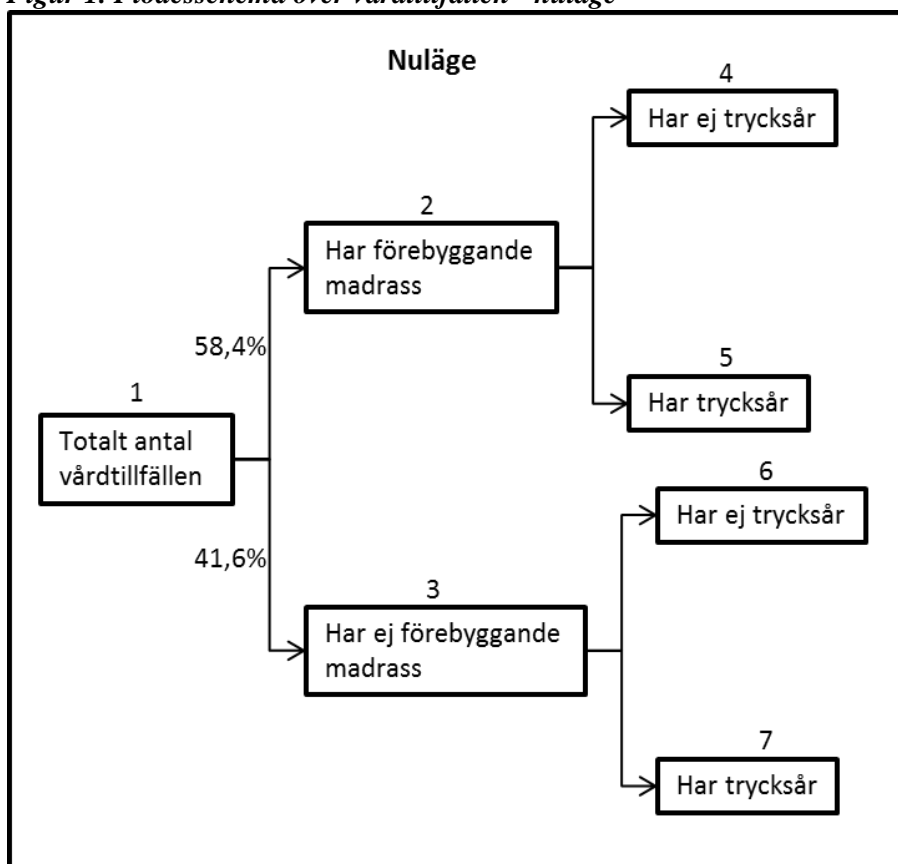 Nuläge
4
Har ej trycksår
2
Har förebyggande
madrass
58,4%
5
Har trycksår
1
Totalt antal
vårdtillfällen
6
Har ej trycksår
41,6%
3
Har ej förebyggande
madrass
7
Har trycksår